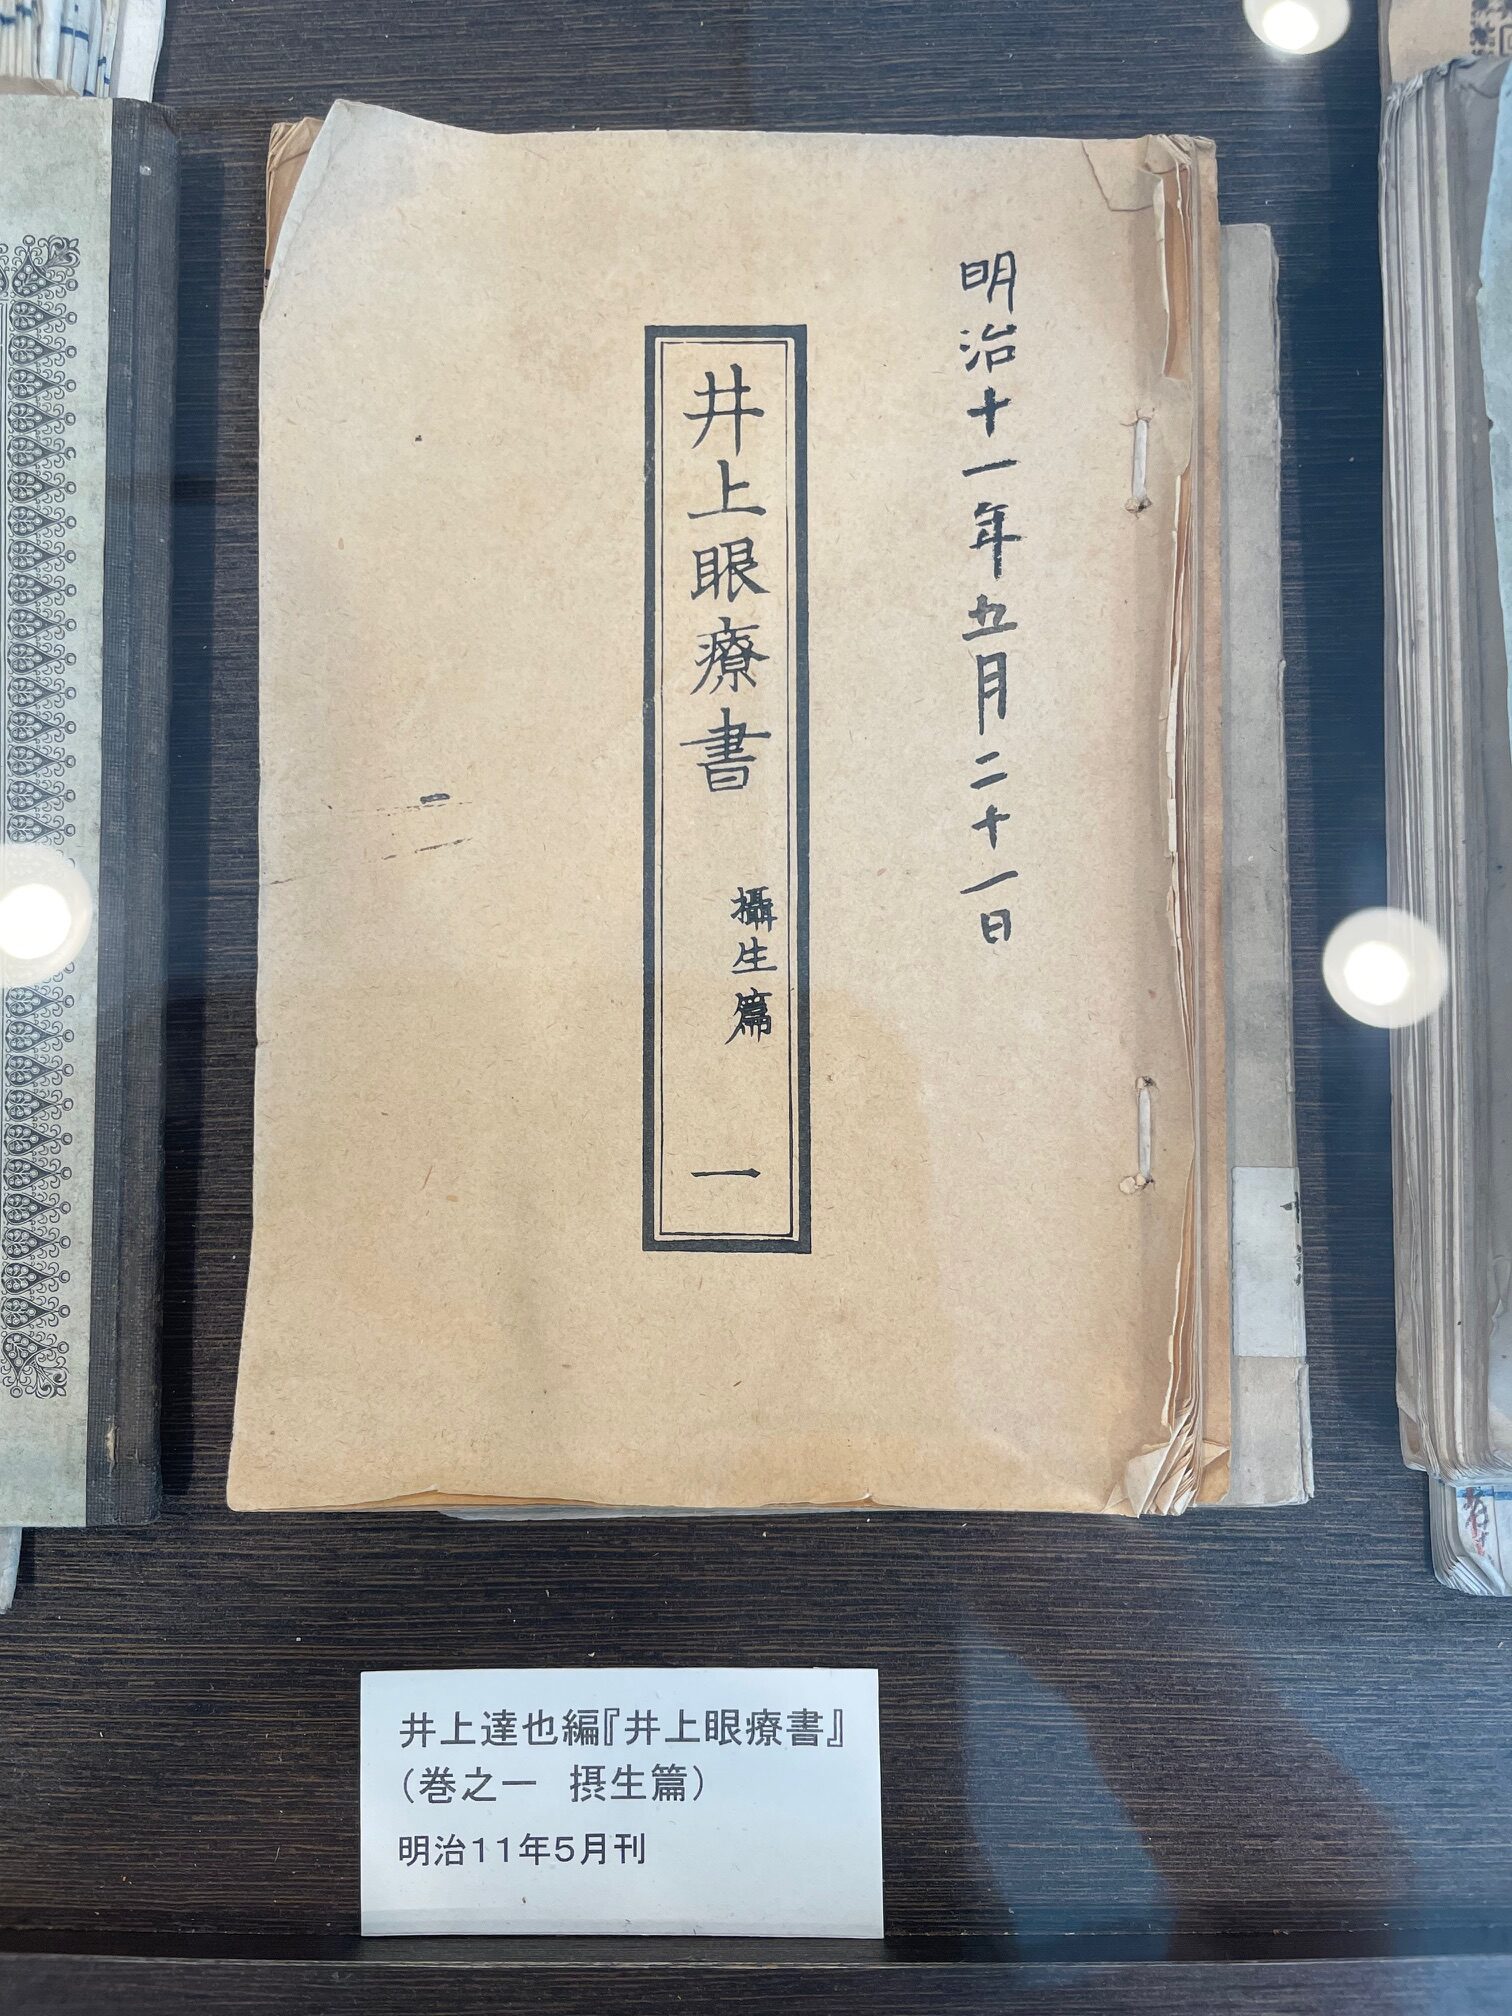 明治十一年五月二十一日
井上眼療書
攝生篇
一
井上達也編『井上眼療書』
（巻之一　摂生篇）
明治11年5月刊